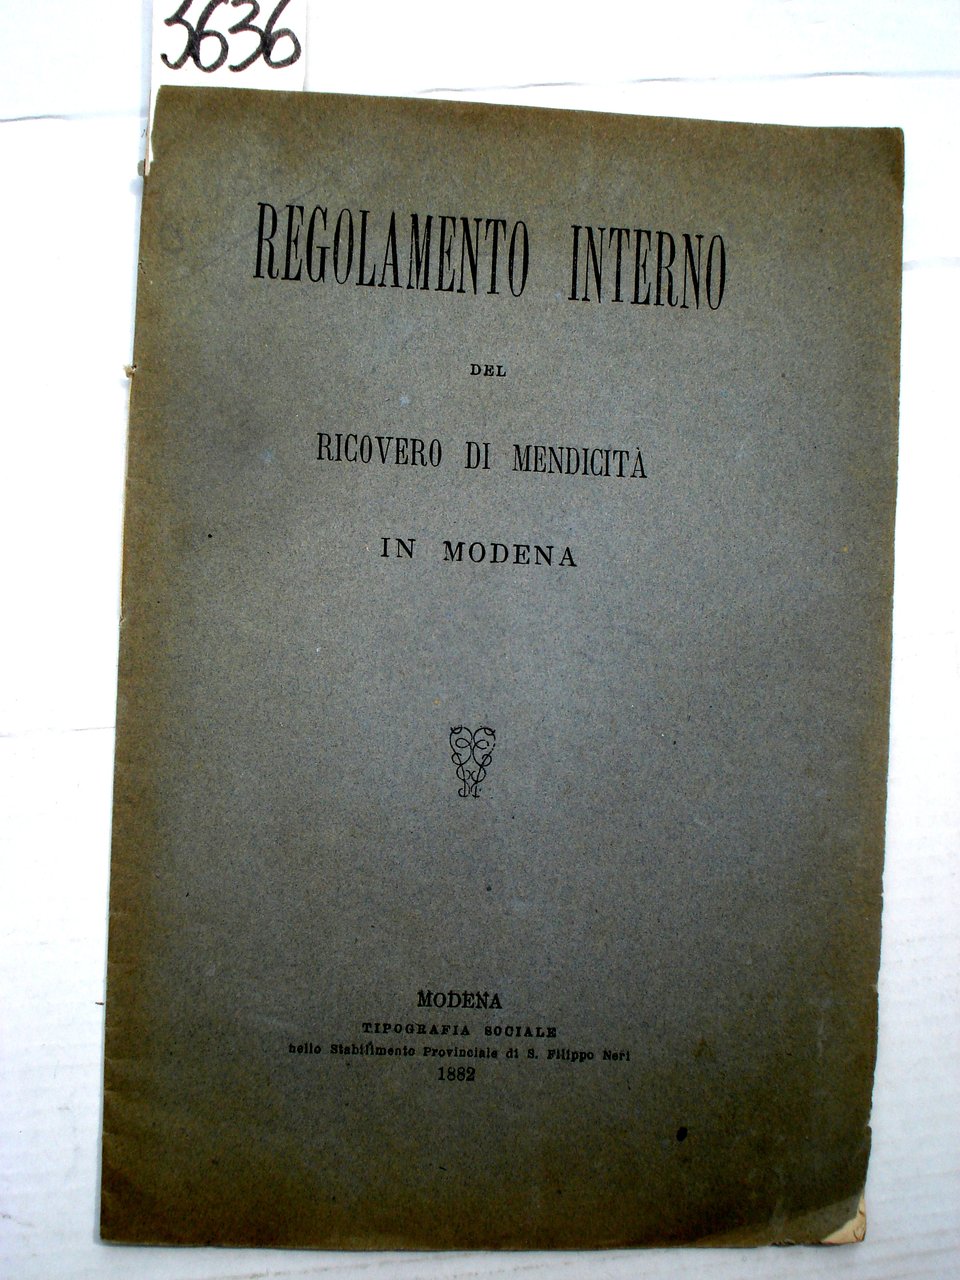 3636
REGOLAMENTO INTERNO
DEL
RICOVERO DI MENDICITÀ
IN MODENA
MODENA
TIPOGRAFIA SOCIALE
nello Stabilimento Provinciale di S. Filippo Neri
1882